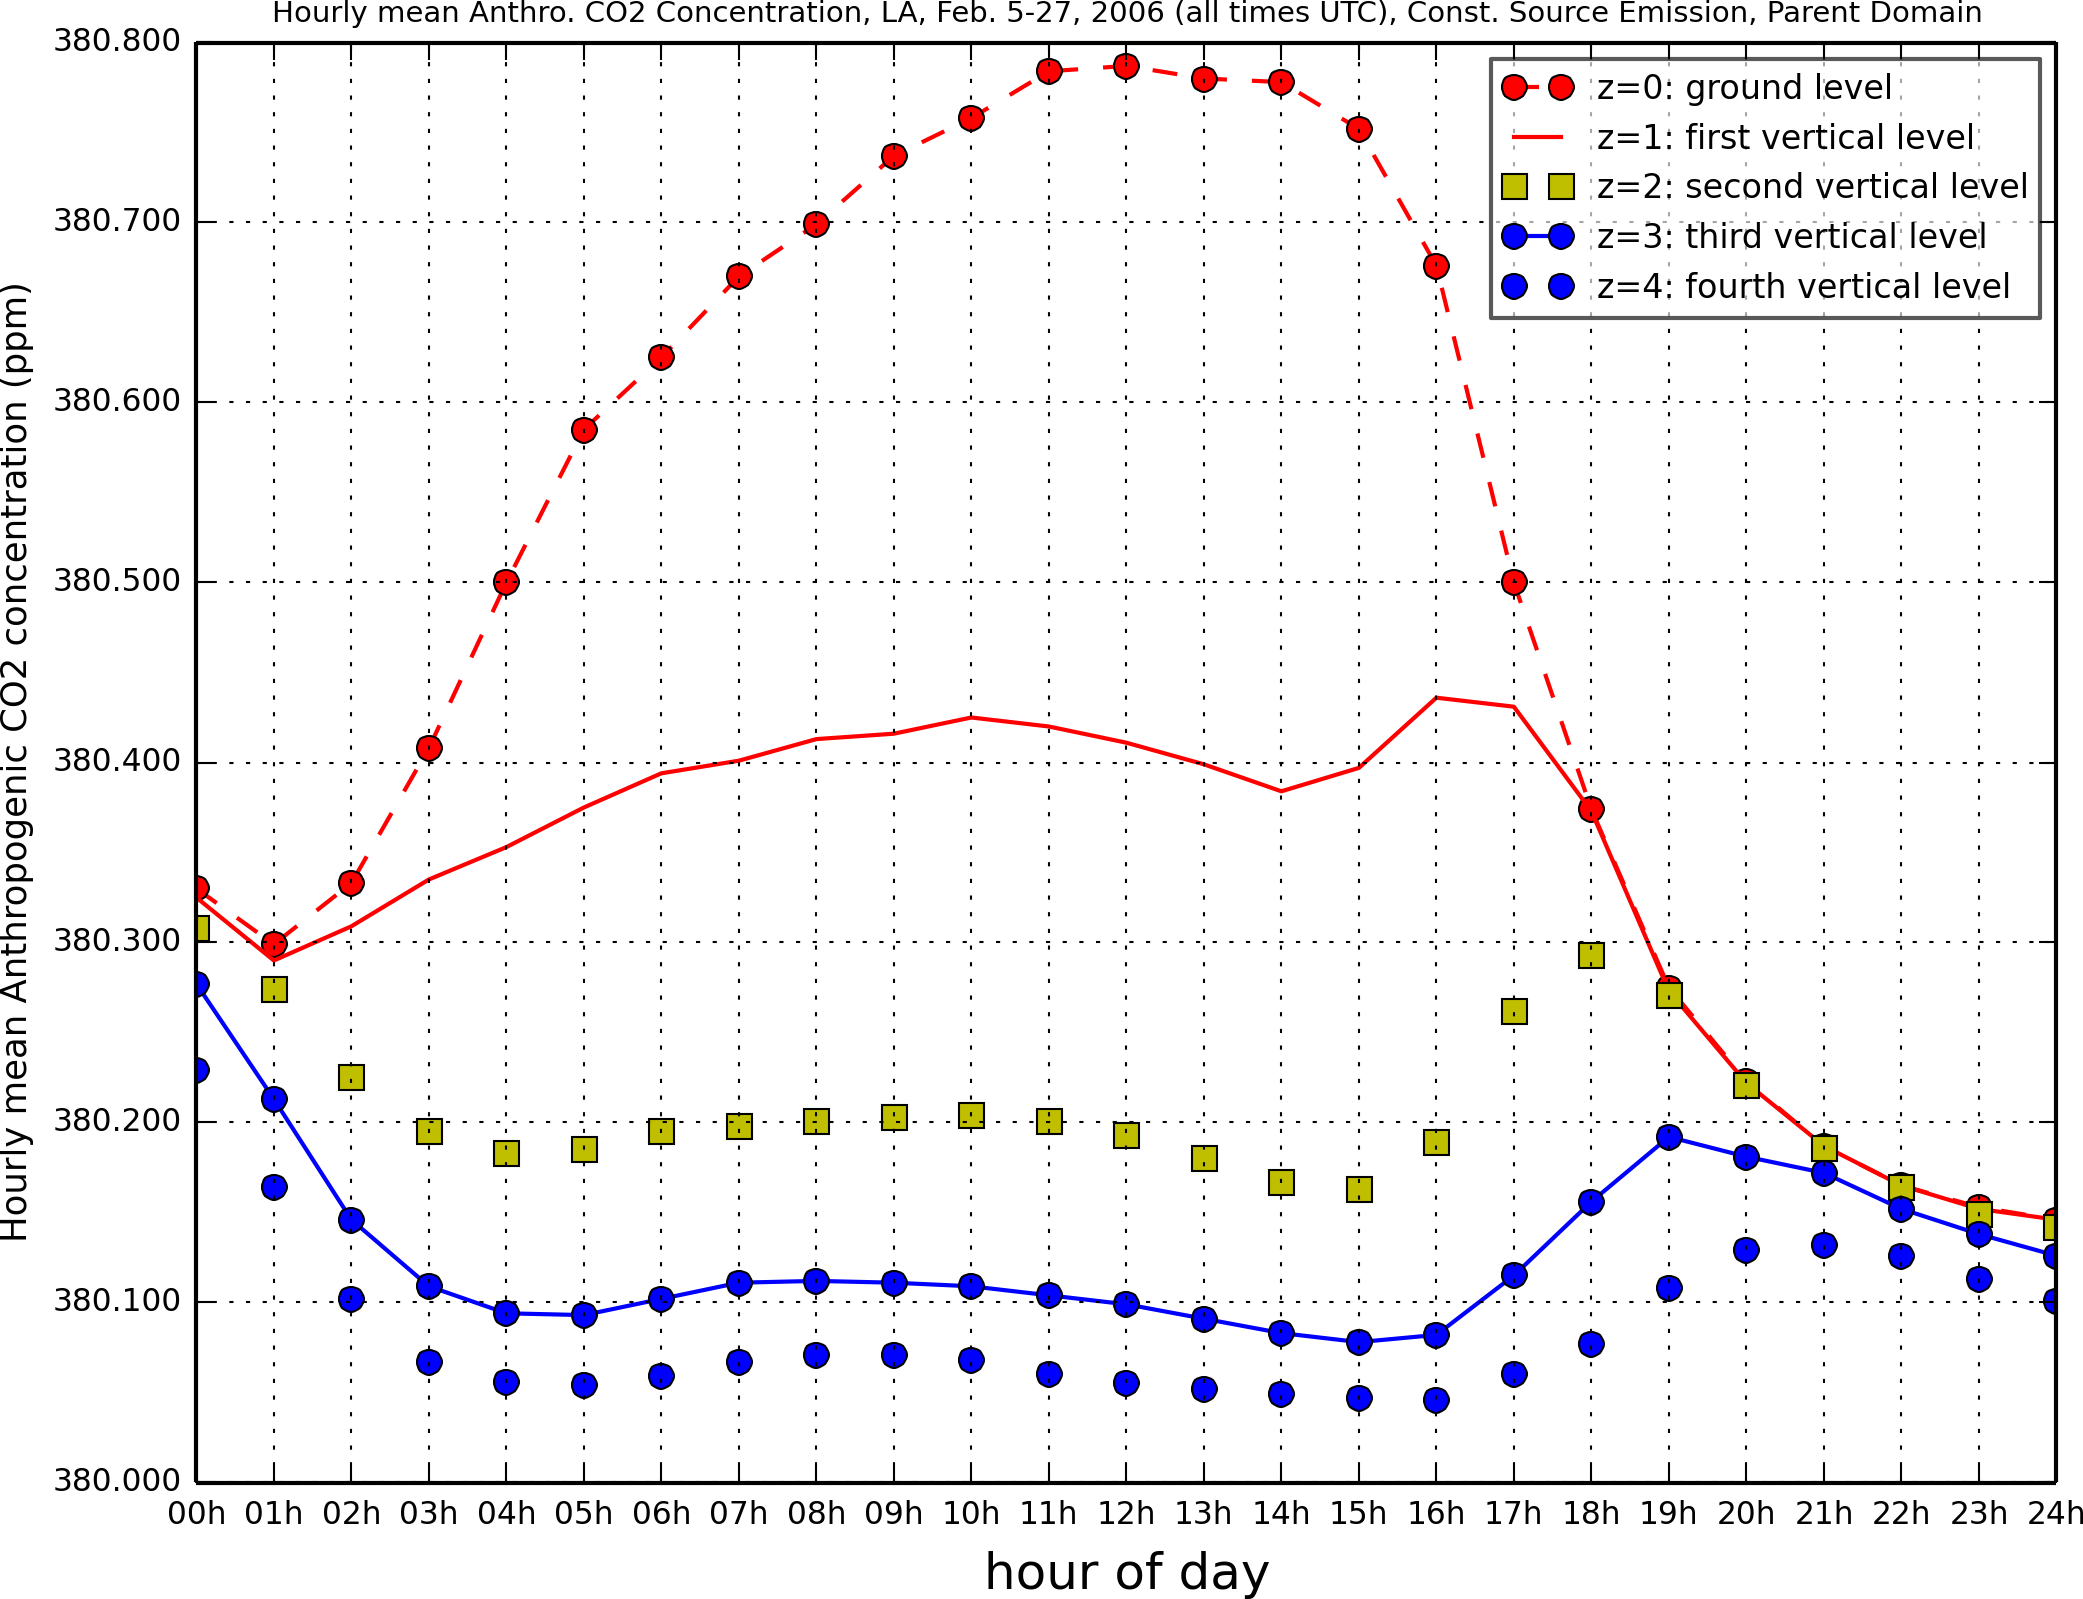 Hourly mean Anthro. CO2 Concentration, LA, Feb. 5-27, 2006 (all times UTC), Const. Source Emission, Parent Domain
Hourly mean Anthropogenic CO2 concentration (ppm)
380.800
380.700
380.600
380.500
380.400
380.300
380.200
380.100
380.000
z=0: ground level
z=1: first vertical level
z=2: second vertical level
z=3: third vertical level
z=4: fourth vertical level
00h 01h 02h 03h 04h 05h 06h 07h 08h 09h 10h 11h 12h 13h 14h 15h 16h 17h 18h 19h 20h 21h 22h 23h 24h
hour of day